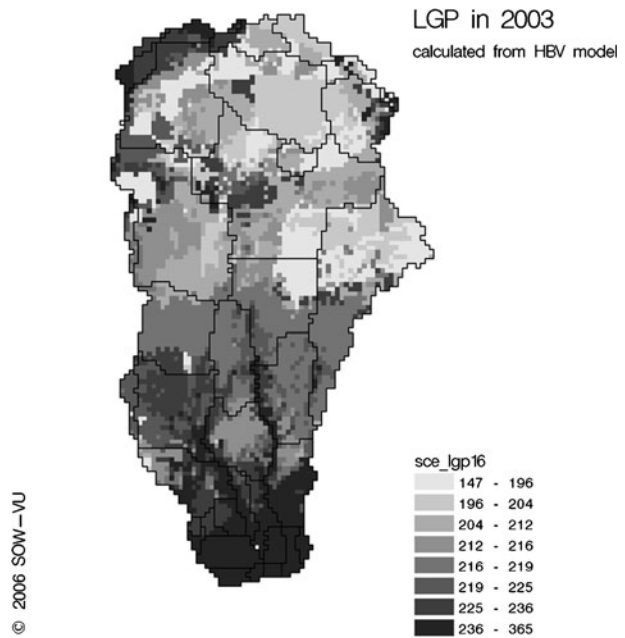 LGP in 2003
calculated from HBV model
sce_lgp16
147 - 196
196 - 204
204 - 212
212 - 216
216 - 219
219 - 225
225 - 236
236 - 365
© 2006 SOW-VU